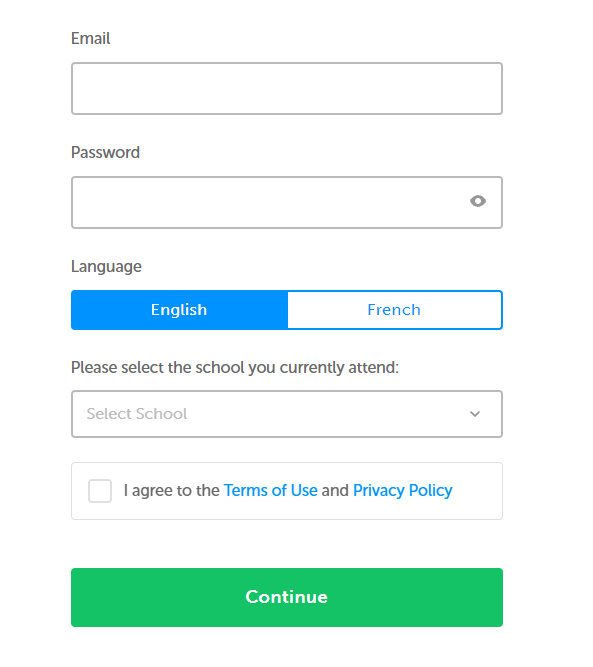 Email
Password
Language
English French
Please select the school you currently attend:
Select School
I agree to the Terms of Use and Privacy Policy
Continue